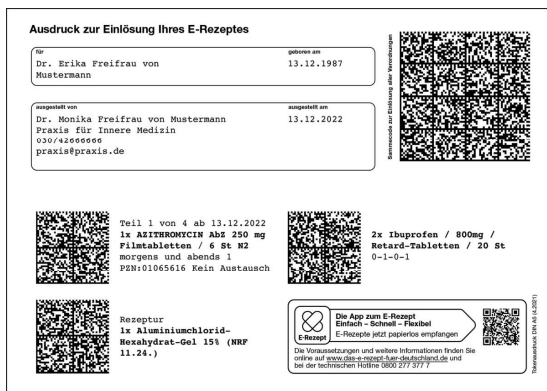 Ausdruck zur Einlösung Ihres E-Rezeptes
für
geboren am
Dr. Erika Freifrau von
Mustermann
13.12.1987
ausgestellt von
ausgestellt am
Dr. Monika Freifrau von Mustermann
13.12.2022
Praxis für Innere Medizin
030/42666666
praxis@praxis.de
Sammelcode zur Einlösung aller Verordnungen
Teil 1 von 4 ab 13.12.2022
1x AZITHROMYCIN AbZ 250 mg
Filmtabletten / 6 St N2
morgens und abends 1
PZN:01065616 Kein Austausch
2x Ibuprofen / 800mg /
Retard-Tabletten / 20 St
0-1-0-1
Rezeptur
1x Aluminiumchlorid-
Hexahydrat-Gel 15% (NRF
11.24.)
E-Rezept
Die App zum E-Rezept
Einfach – Schnell – Flexibel
E-Rezepte jetzt papierlos empfangen
Die Voraussetzungen und weitere Informationen finden Sie
online auf www.das-e-rezept-fuer-deutschland.de und
bei der technischen Hotline 0800 277 377 7
Tokenausdruck DIN A5 (4.2021)